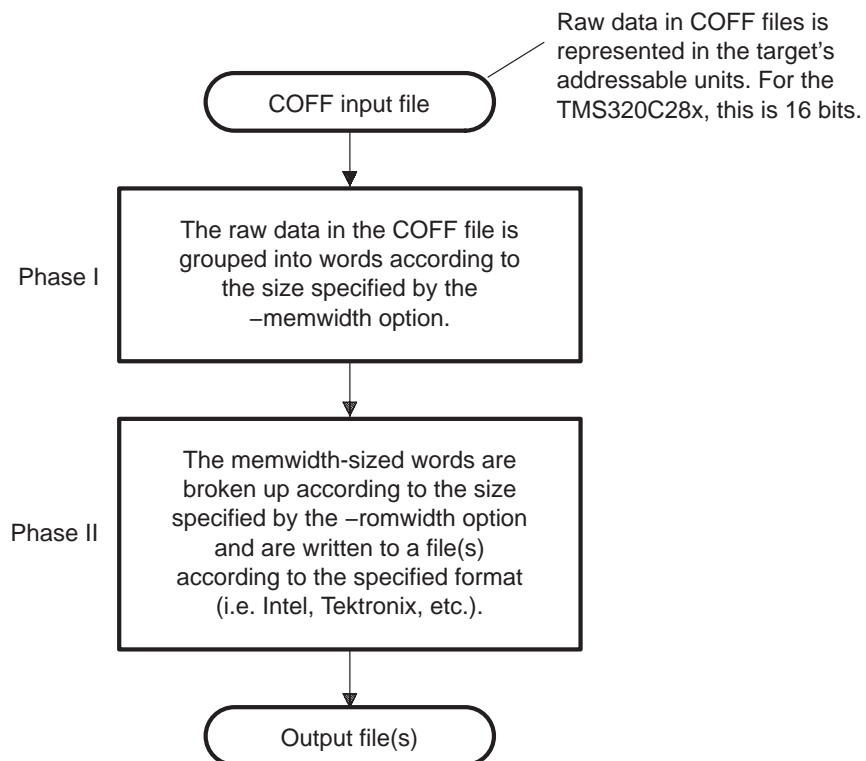 Raw data in COFF files is
represented in the target's
addressable units. For the
TMS320C28x, this is 16 bits.
COFF input file
Phase I
The raw data in the COFF file is
grouped into words according to
the size specified by the
–memwidth option.
Phase II
The memwidth-sized words are
broken up according to the size
specified by the –romwidth option
and are written to a file(s)
according to the specified format
(i.e. Intel, Tektronix, etc.).
Output file(s)